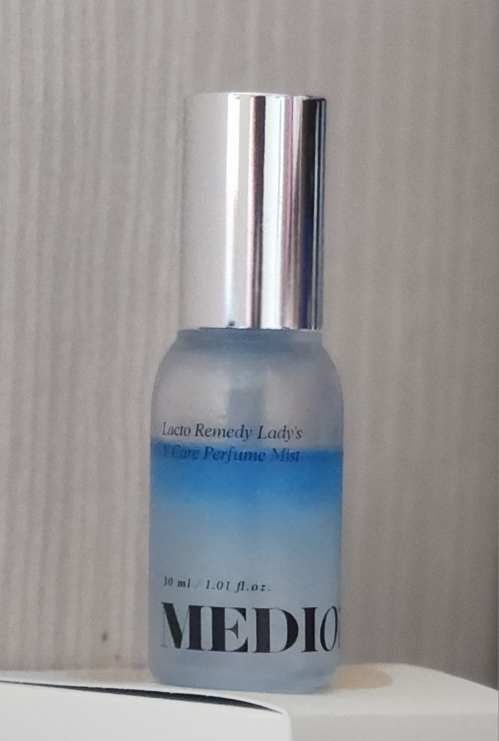 Lacto Remedy Lady's
Y Care Perfume Mist
30 ml / 1.01 fl.oz.
MEDIO